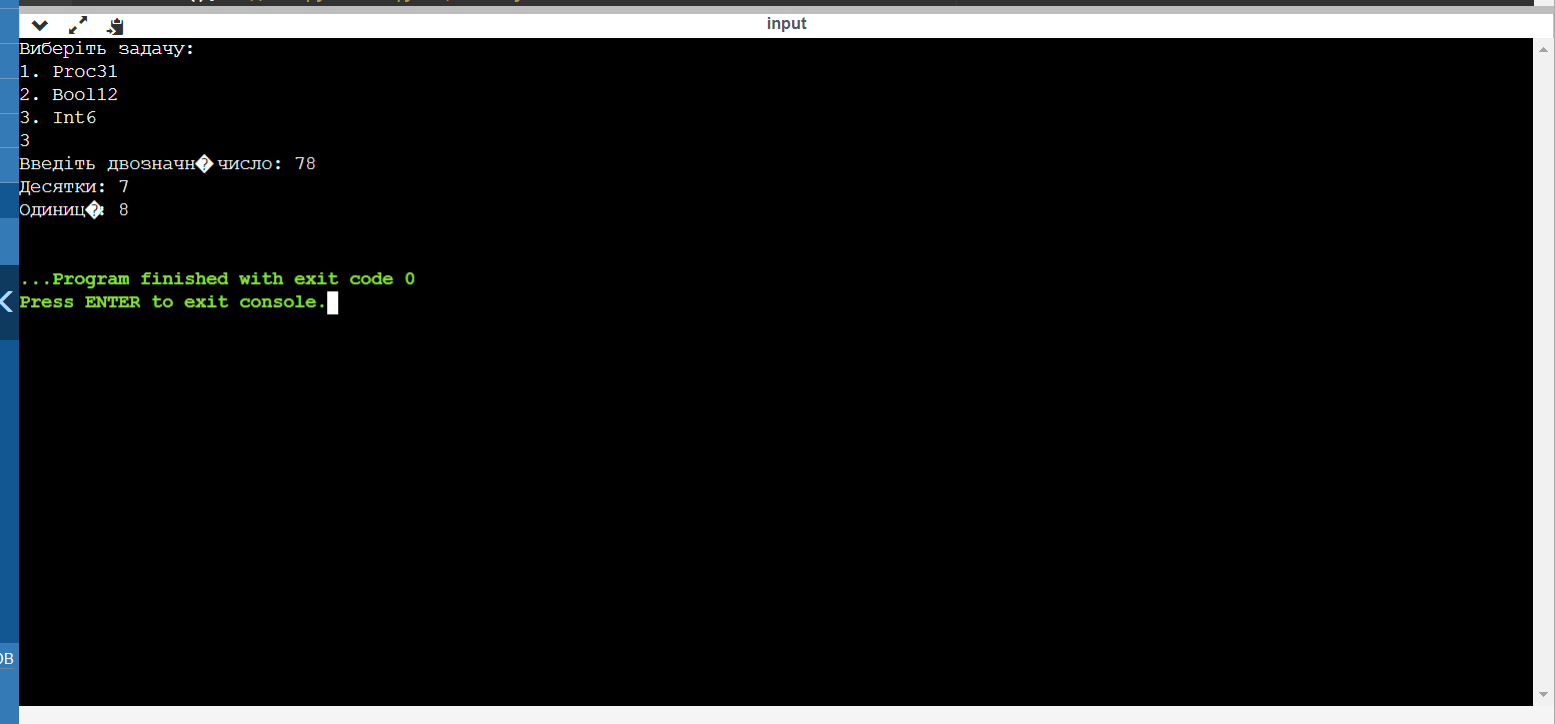 input
Виберіть задачу:
1. Proc31
2. Bool12
3. Int6
3
Введіть двозначн� число: 78
Десятки: 7
Одиниц�: 8
...Program finished with exit code 0
Press ENTER to exit console.
ОВ